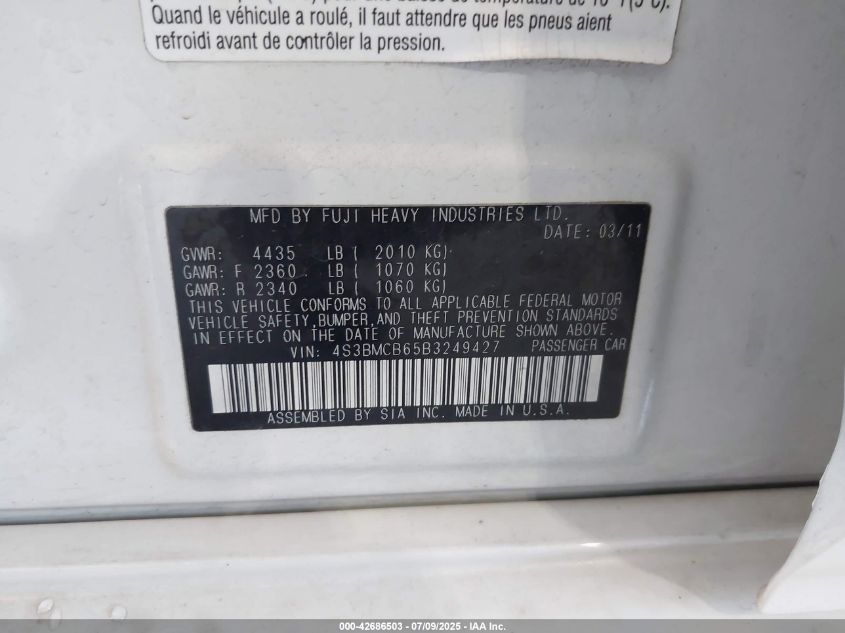 Quand le véhicule a roulé, il faut attendre que les pneus aient
refroidi avant de contrôler la pression.
MFD BY FUJI HEAVY INDUSTRIES LTD.
DATE: 03/11
GVWR: 4435 LB ( 2010 KG)
GAWR: F 2360 LB ( 1070 KG)
GAWR: R 2340 LB ( 1060 KG)
THIS VEHICLE CONFORMS TO ALL APPLICABLE FEDERAL MOTOR
VEHICLE SAFETY,BUMPER,AND THEFT PREVENTION STANDARDS
IN EFFECT ON THE DATE OF MANUFACTURE SHOWN ABOVE.
VIN: 4S3BMCB65B3249427 PASSENGER CAR
ASSEMBLED BY SIA INC. MADE IN U.S.A.
000-42686503 - 07/09/2025 - IAA Inc.